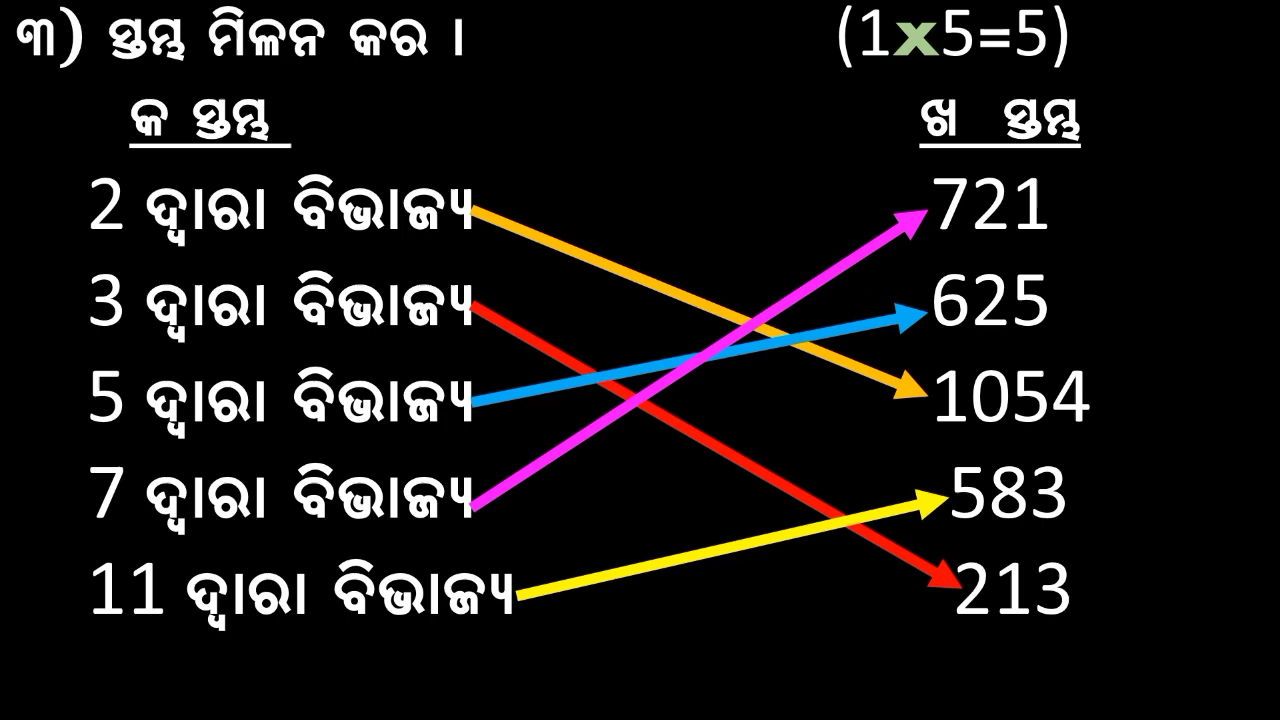 ୩) ସ୍ତମ୍ଭ ମିଳନ କର । (1x5=5)
କ ସ୍ତମ୍ଭ ଖ ସ୍ତମ୍ଭ
2 ଦ୍ୱାରା ବିଭାଜ୍ୟ 721
3 ଦ୍ୱାରା ବିଭାଜ୍ୟ 625
5 ଦ୍ୱାରା ବିଭାଜ୍ୟ 1054
7 ଦ୍ୱାରା ବିଭାଜ୍ୟ 583
11 ଦ୍ୱାରା ବିଭାଜ୍ୟ 213